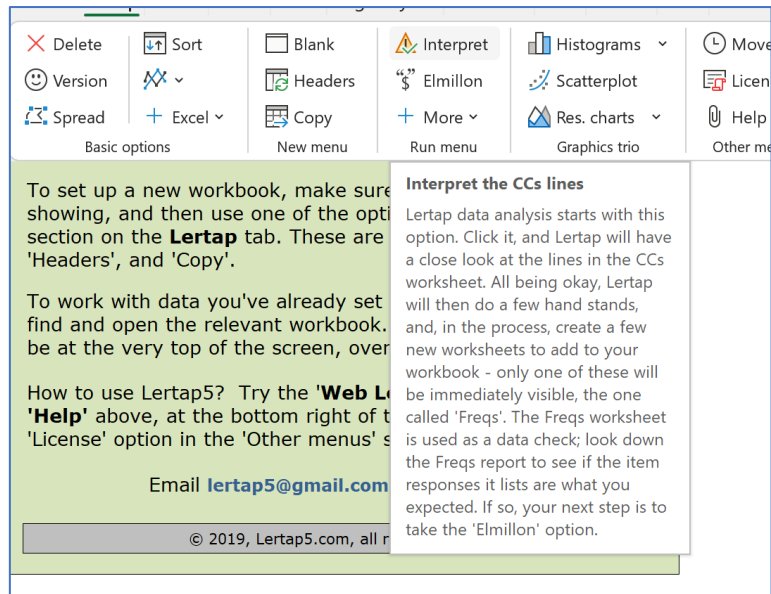 Delete
Sort
Blank
Interpret
Histograms
Move
Version
Headers
Elmillon
Scatterplot
Licen
Spread
Excel
Copy
More
Res. charts
Help
Basic options
New menu
Run menu
Graphics trio
Other me
To set up a new workbook, make sure
showing, and then use one of the opti
section on the Lertap tab. These are
'Headers', and 'Copy'.
To work with data you've already set
find and open the relevant workbook.
be at the very top of the screen, over
How to use Lertap5? Try the 'Web L
'Help' above, at the bottom right of t
'License' option in the 'Other menus' s
Email lertap5@gmail.com
© 2019, Lertap5.com, all r
Interpret the CCs lines
Lertap data analysis starts with this
option. Click it, and Lertap will have
a close look at the lines in the CCs
worksheet. All being okay, Lertap
will then do a few hand stands,
and, in the process, create a few
new worksheets to add to your
workbook - only one of these will
be immediately visible, the one
called 'Freqs'. The Freqs worksheet
is used as a data check; look down
the Freqs report to see if the item
responses it lists are what you
expected. If so, your next step is to
take the 'Elmillon' option.